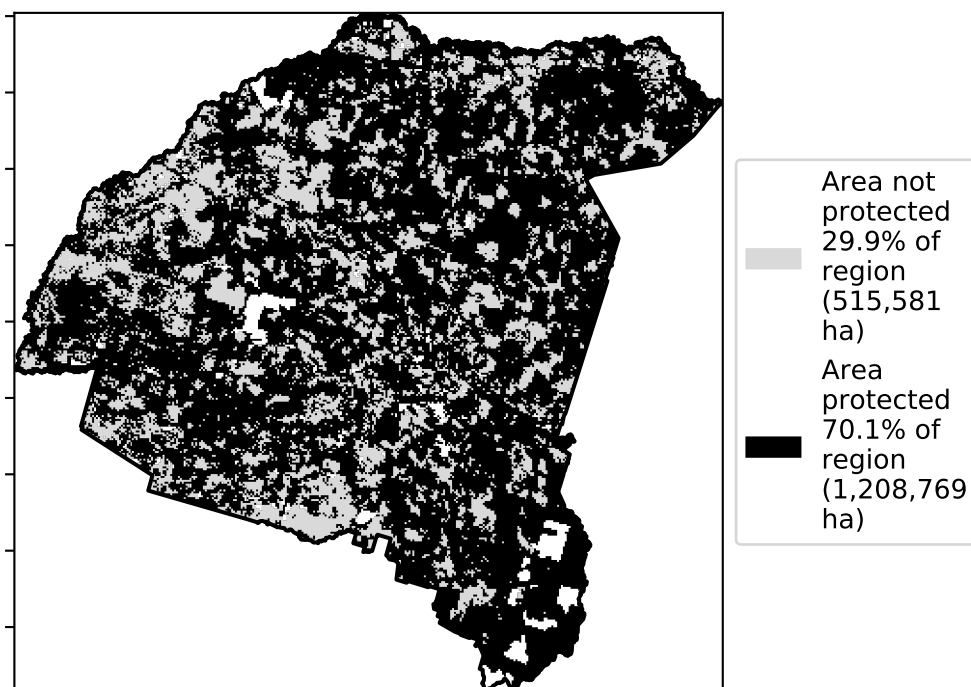 Area not
protected
29.9% of
region
(515,581
ha)
Area
protected
70.1% of
region
(1,208,769
ha)